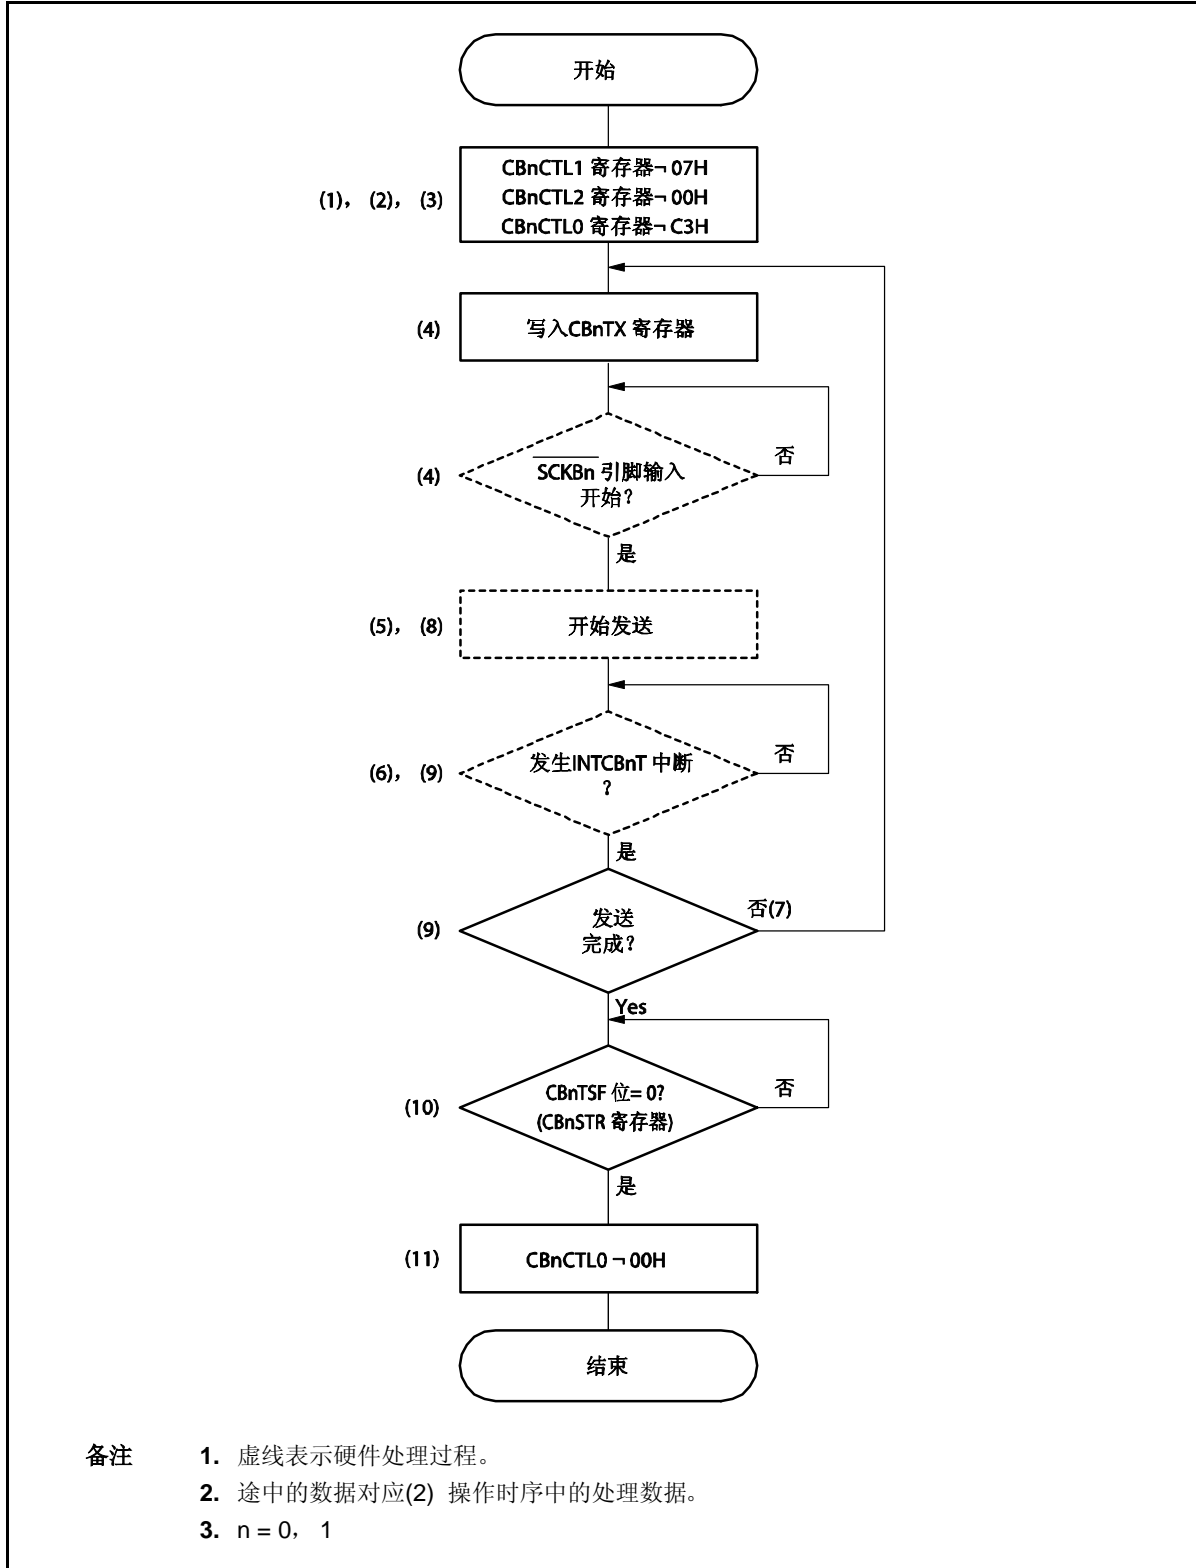 开始
(1)， (2)， (3)
CBnCTL1 寄存器¬ 07H
CBnCTL2 寄存器¬ 00H
CBnCTL0 寄存器¬ C3H
(4)
写入CBnTX 寄存器
(4)
SCKBn 引脚输入
开始？
否
是
(5)， (8)
开始发送
(6)， (9)
发生INTCBnT 中断
？
否
是
(9)
发送
完成？
否(7)
Yes
(10)
CBnTSF 位= 0?
(CBnSTR 寄存器)
否
是
(11)
CBnCTL0 ¬ 00H
结束
备注 1. 虚线表示硬件处理过程。
2. 途中的数据对应(2) 操作时序中的处理数据。
3. n = 0， 1